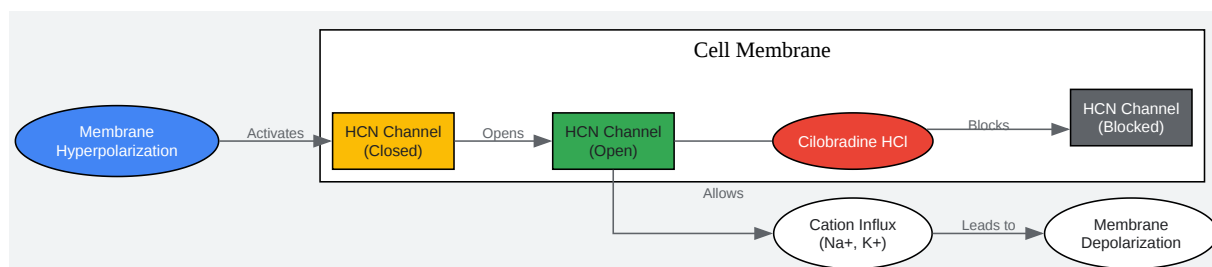 Cell Membrane
Membrane
Hyperpolarization
Activates
HCN Channel
(Closed)
Opens
HCN Channel
(Open)
Cilobradine HCl
Blocks
HCN Channel
(Blocked)
Allows
Cation Influx
(Na+, K+)
Leads to
Membrane
Depolarization